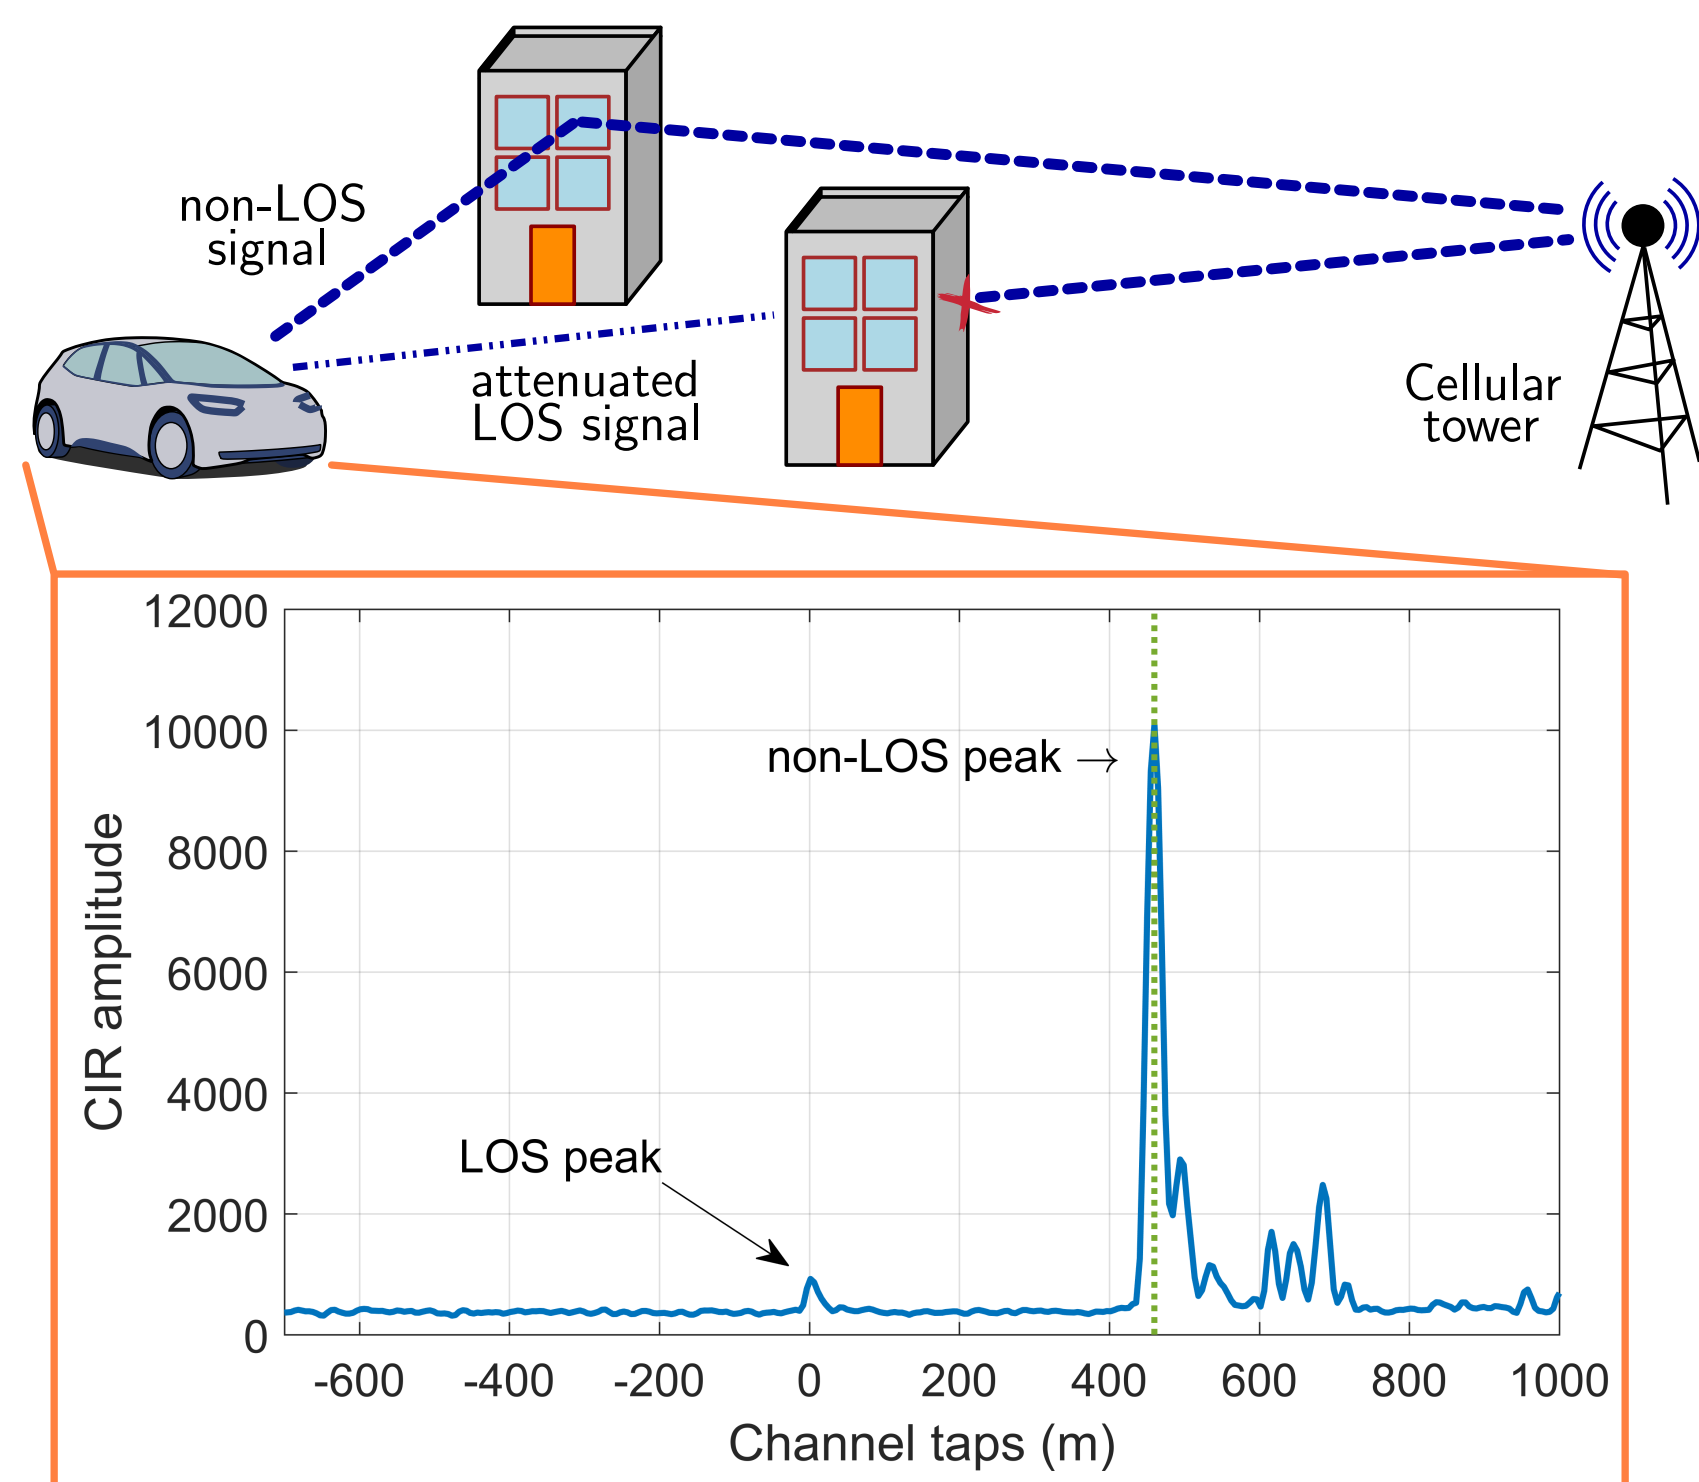 non-LOS
signal
attenuated
LOS signal
Cellular
tower
12000
10000
8000
6000
4000
2000
0
CIR amplitude
non-LOS peak →
LOS peak
-600 -400 -200 0 200 400 600 800 1000
Channel taps (m)